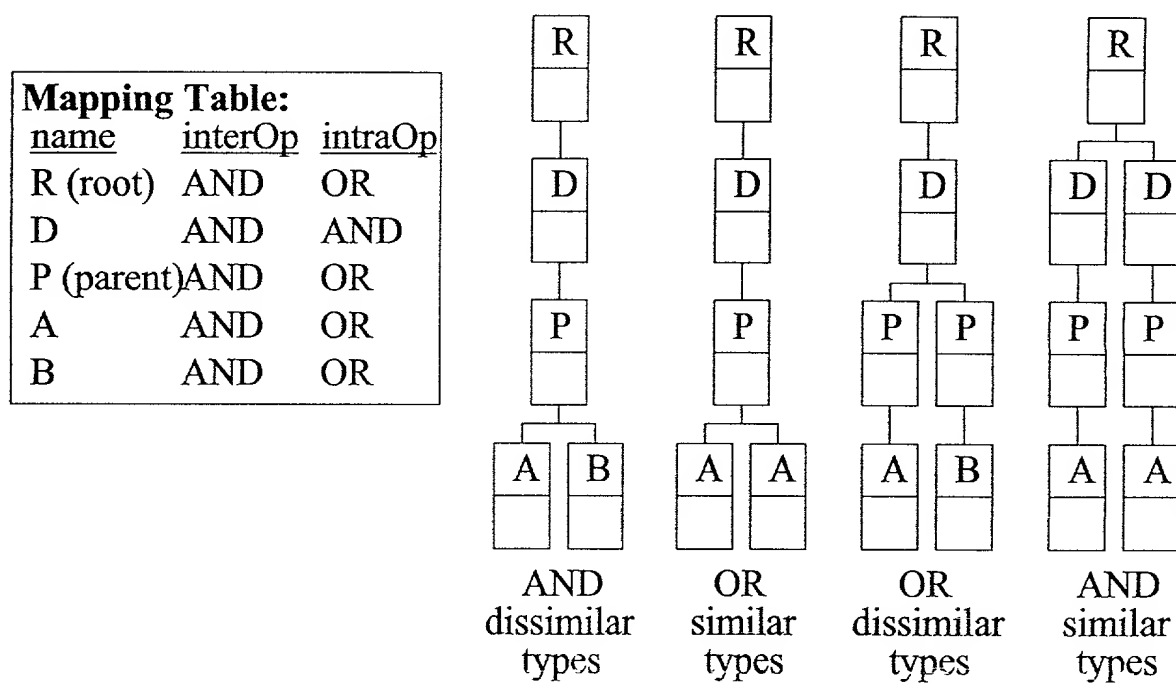 Mapping Table:
name interOp intraOp
R (root) AND OR
D AND AND
P (parent) AND OR
A AND OR
B AND OR
R R R R
D D D D D
P P P P P P
A B A A A B A A
AND
dissimilar
types
OR
similar
types
OR
dissimilar
types
AND
similar
types